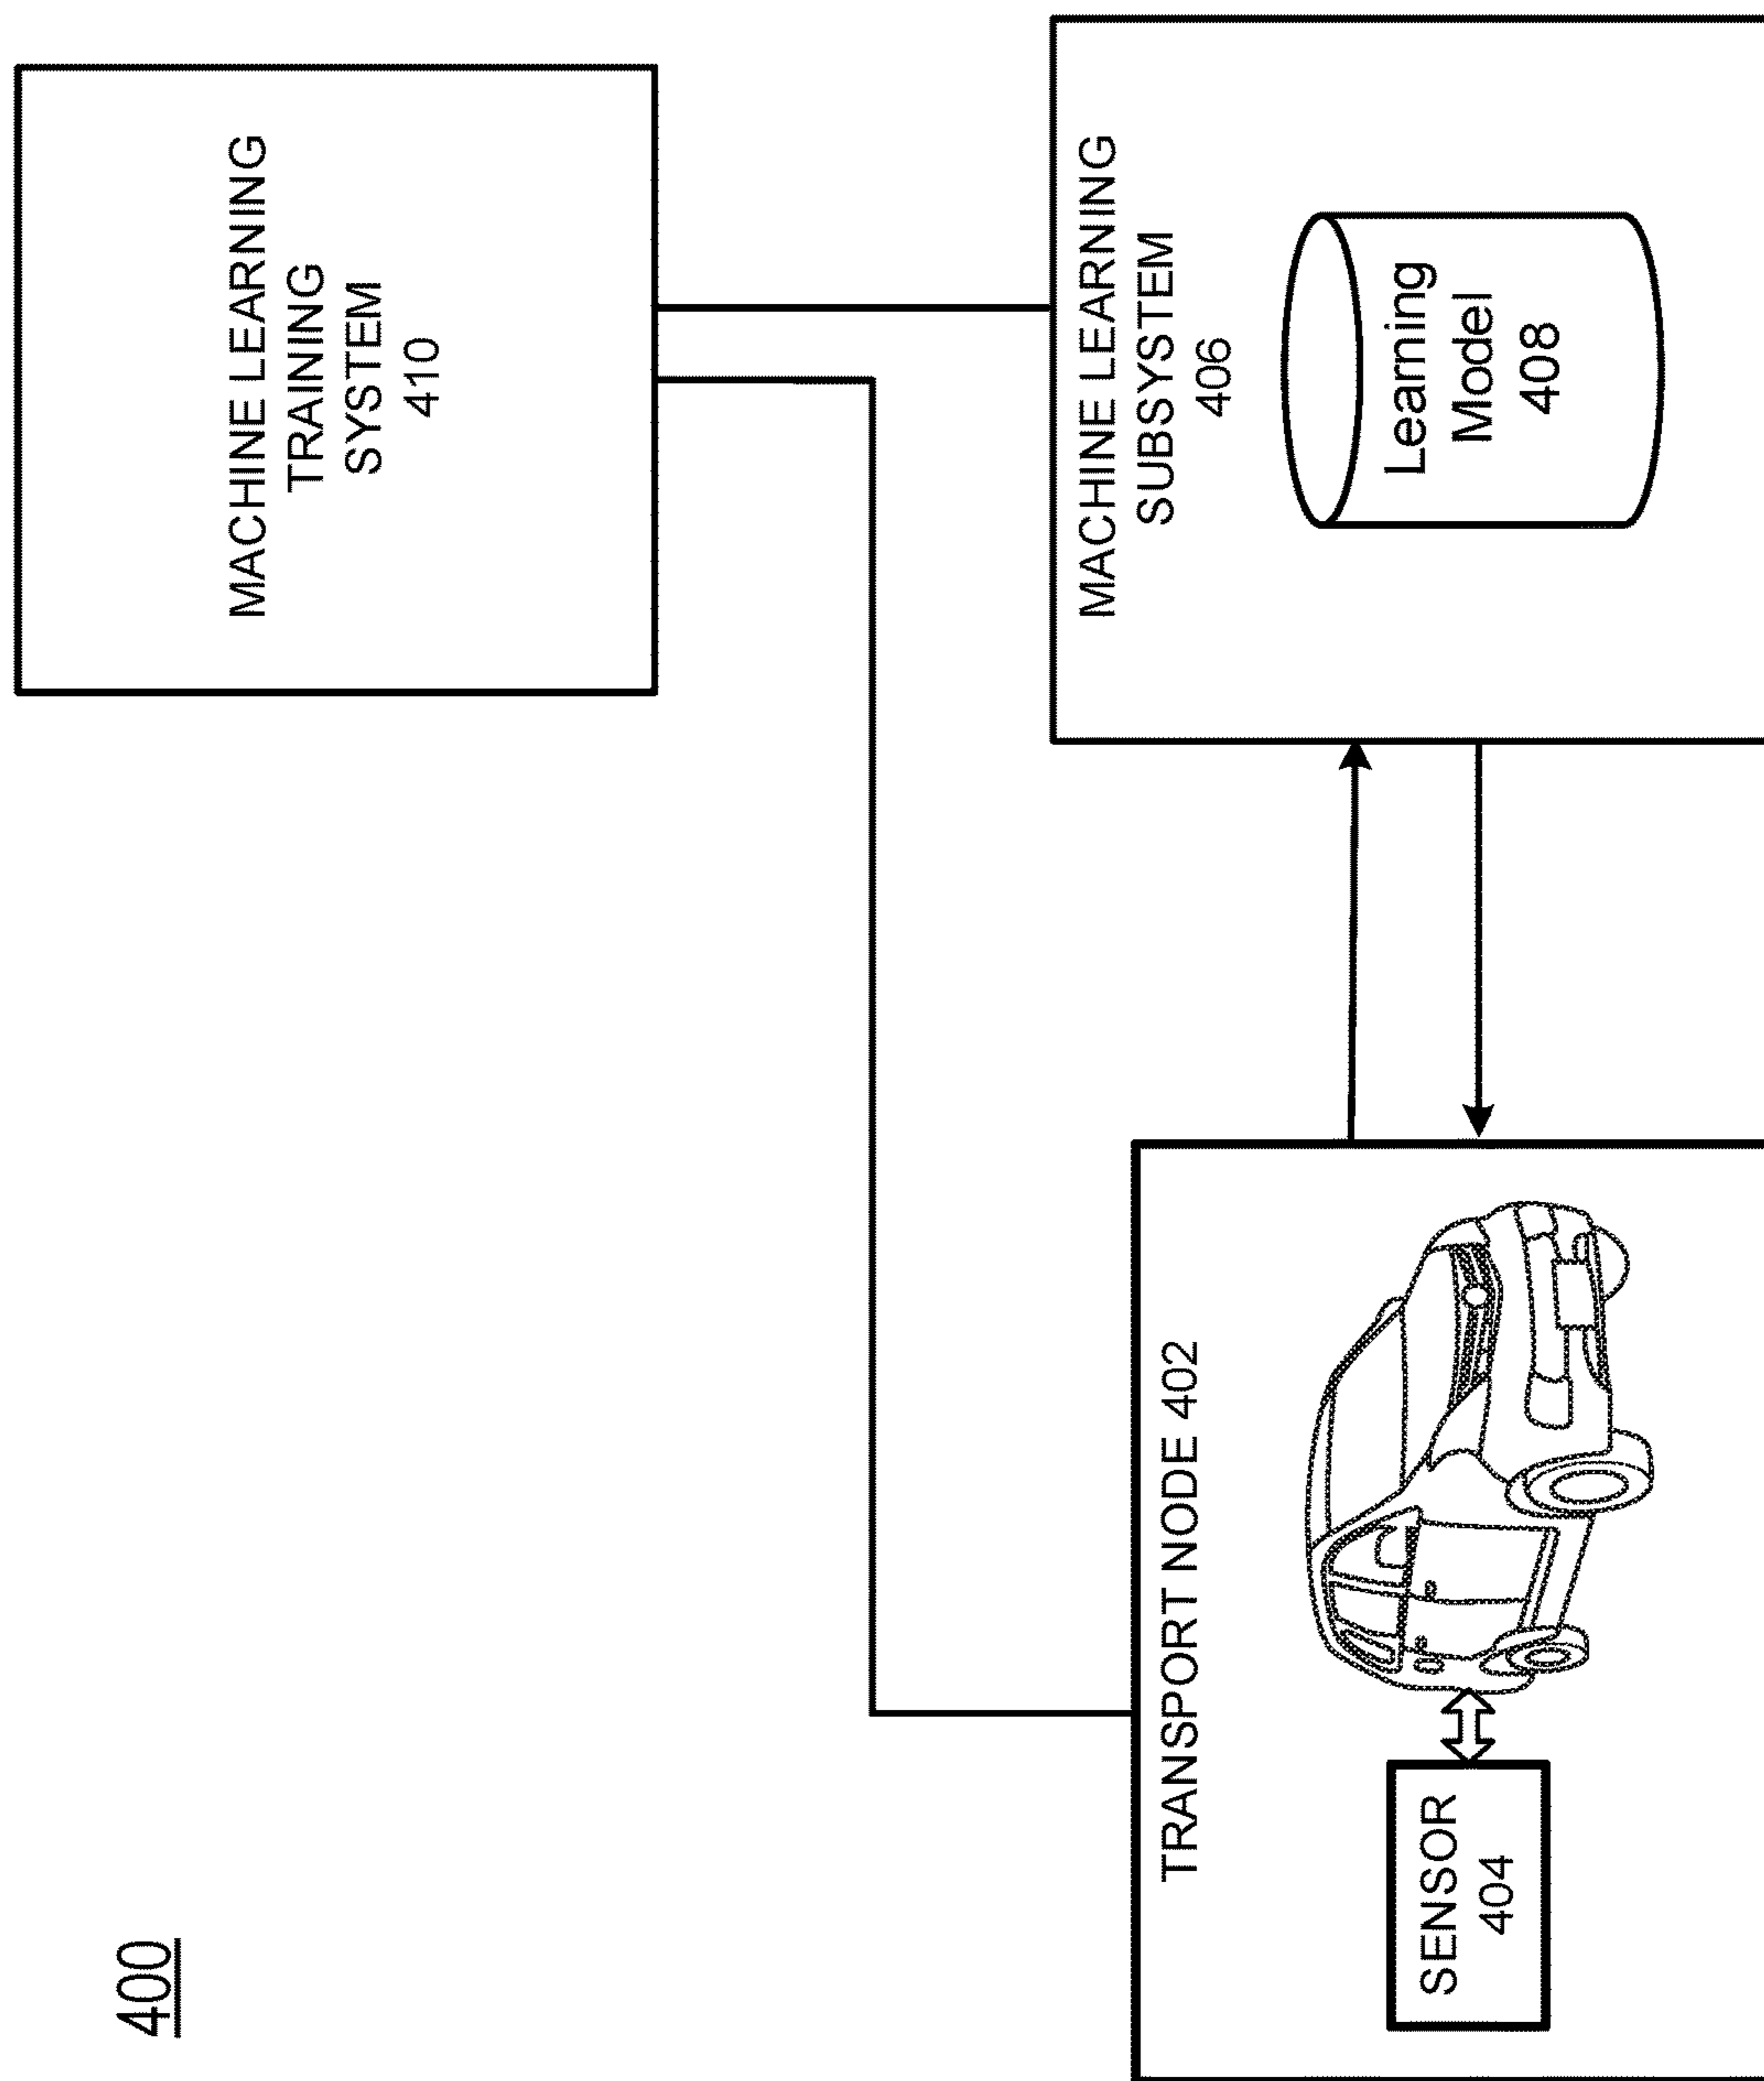 400
MACHINE LEARNING
TRAINING
SYSTEM
410
TRANSPORT NODE 402
SENSOR
404
MACHINE LEARNING
SUBSYSTEM
406
Learning
Model
408